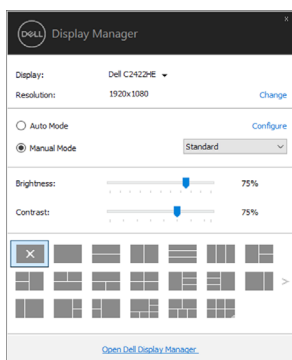 x
DELL Display Manager
Display: Dell C2422HE
Resolution: 1920x1080 Change
Auto Mode Configure
Manual Mode Standard
Brightness: 75%
Contrast: 75%
Open Dell Display Manager